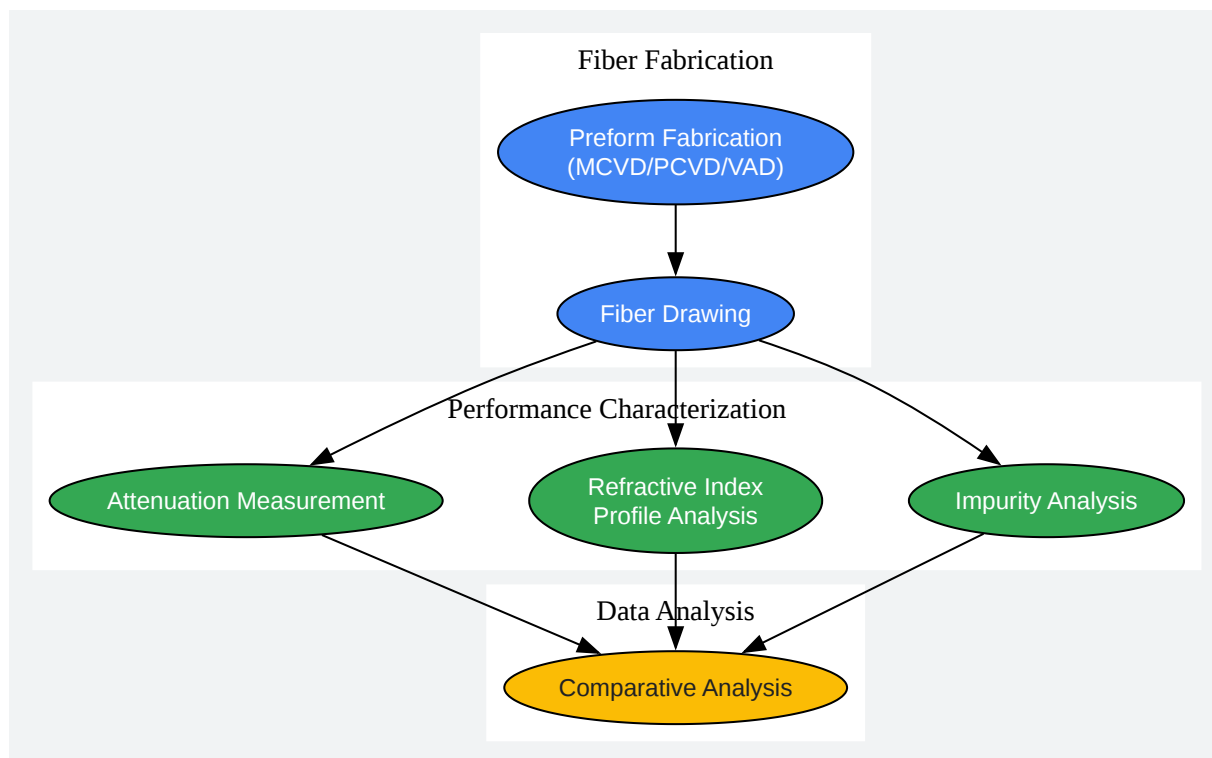 Fiber Fabrication
Preform Fabrication
(MCVD/PCVD/VAD)
Fiber Drawing
Performance Characterization
Attenuation Measurement
Refractive Index
Profile Analysis
Impurity Analysis
Data Analysis
Comparative Analysis